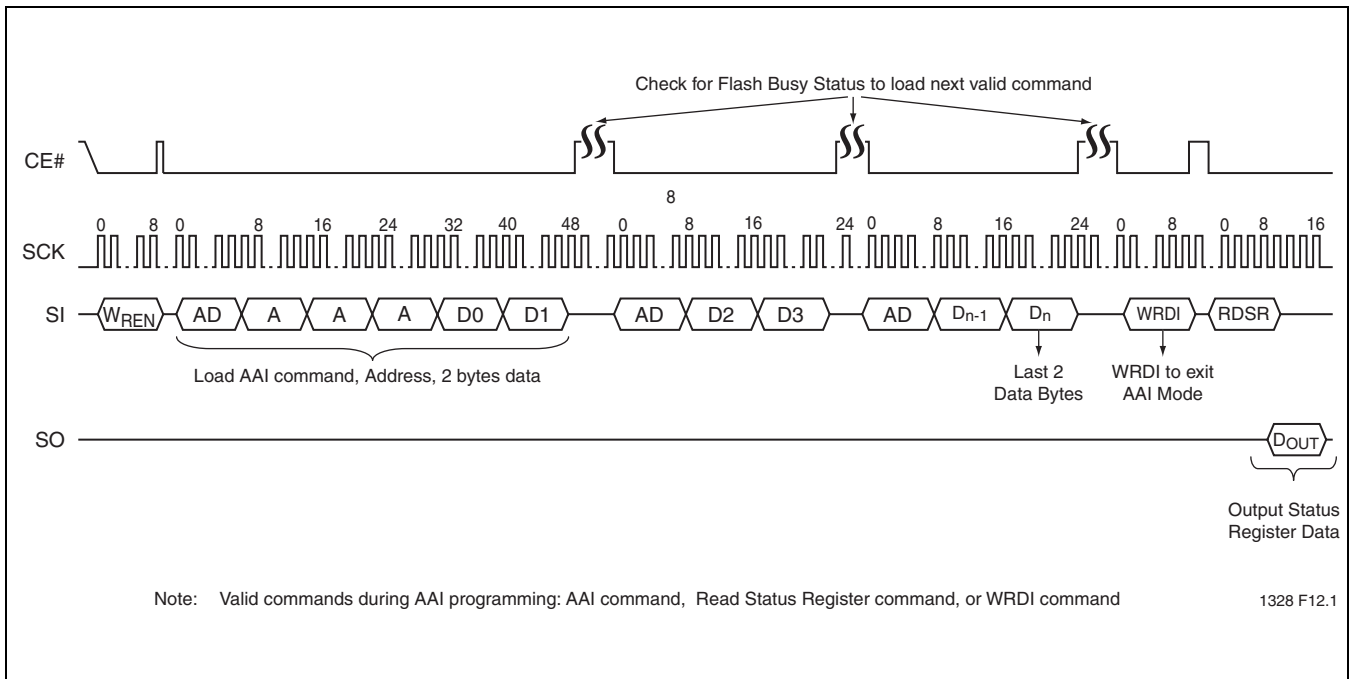 Check for Flash Busy Status to load next valid command
CE#
8
0 8 0 8 16 24 32 40 48 0 8 16 24 0 8 16 24 0 8 0 8 16
SCK
SI WREN AD A A A D0 D1 AD D2 D3 AD Dn-1 Dn WRDI RDSR
Load AAI command, Address, 2 bytes data
Last 2
Data Bytes
WRDI to exit
AAI Mode
SO DOUT
Output Status
Register Data
Note: Valid commands during AAI programming: AAI command, Read Status Register command, or WRDI command
1328 F12.1